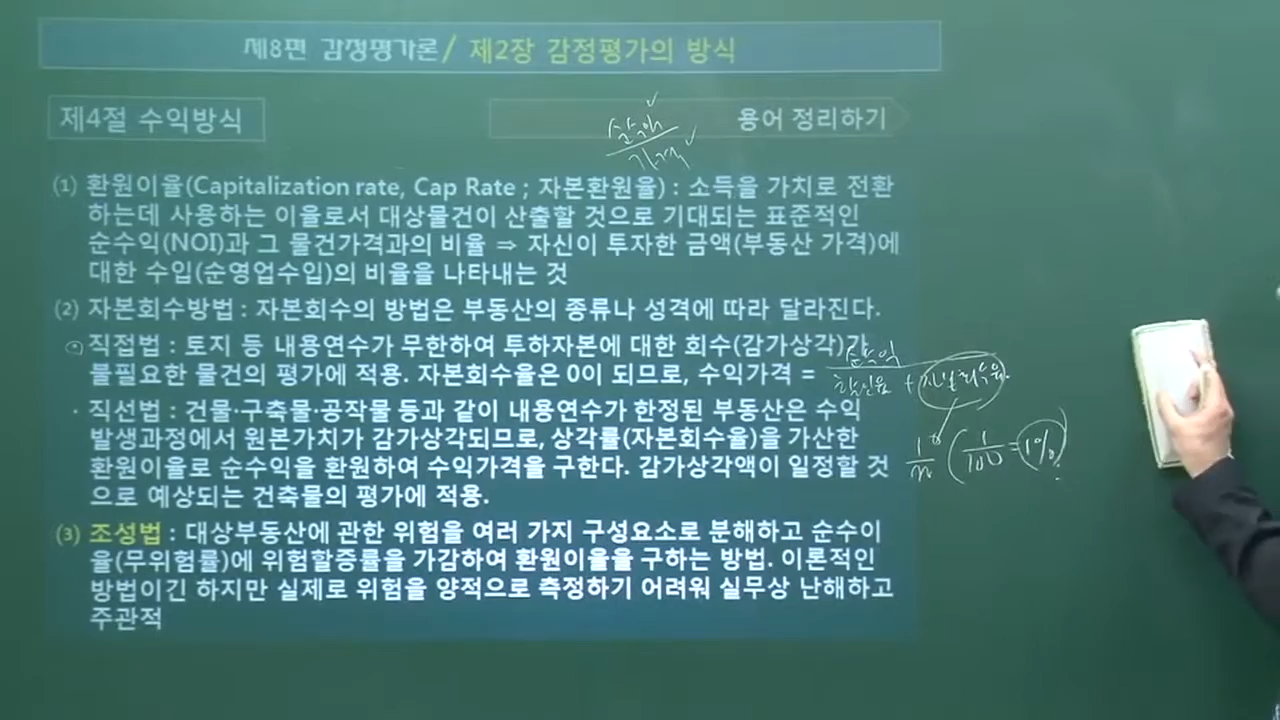 제8편 감정평가론 / 제2장 감정평가의 방식
제4절 수익방식
용어 정리하기
순수익
가격
(1) 환원이율(Capitalization rate, Cap Rate ; 자본환원율) : 소득을 가치로 전환
하는데 사용하는 이율로서 대상물건이 산출할 것으로 기대되는 표준적인
순수익(NOI)과 그 물건가격과의 비율 ⇒ 자신이 투자한 금액(부동산 가격)에
대한 수입(순영업수입)의 비율을 나타내는 것
(2) 자본회수방법 : 자본회수의 방법은 부동산의 종류나 성격에 따라 달라진다.
· 직접법 : 토지 등 내용연수가 무한하여 투하자본에 대한 회수(감가상각)가
불필요한 물건의 평가에 적용. 자본회수율은 0이 되므로, 수익가격 =
순수익
· 직선법 : 건물·구축물·공작물 등과 같이 내용연수가 한정된 부동산은 수익
발생과정에서 원본가치가 감가상각되므로, 상각률(자본회수율)을 가산한
환원이율로 순수익을 환원하여 수익가격을 구한다. 감가상각액이 일정할 것
으로 예상되는 건축물의 평가에 적용.
1/n (1/100 = 1%)
(3) 조성법 : 대상부동산에 관한 위험을 여러 가지 구성요소로 분해하고 순수이
율(무위험률)에 위험할증률을 가감하여 환원이율을 구하는 방법. 이론적인
방법이긴 하지만 실제로 위험을 양적으로 측정하기 어려워 실무상 난해하고
주관적